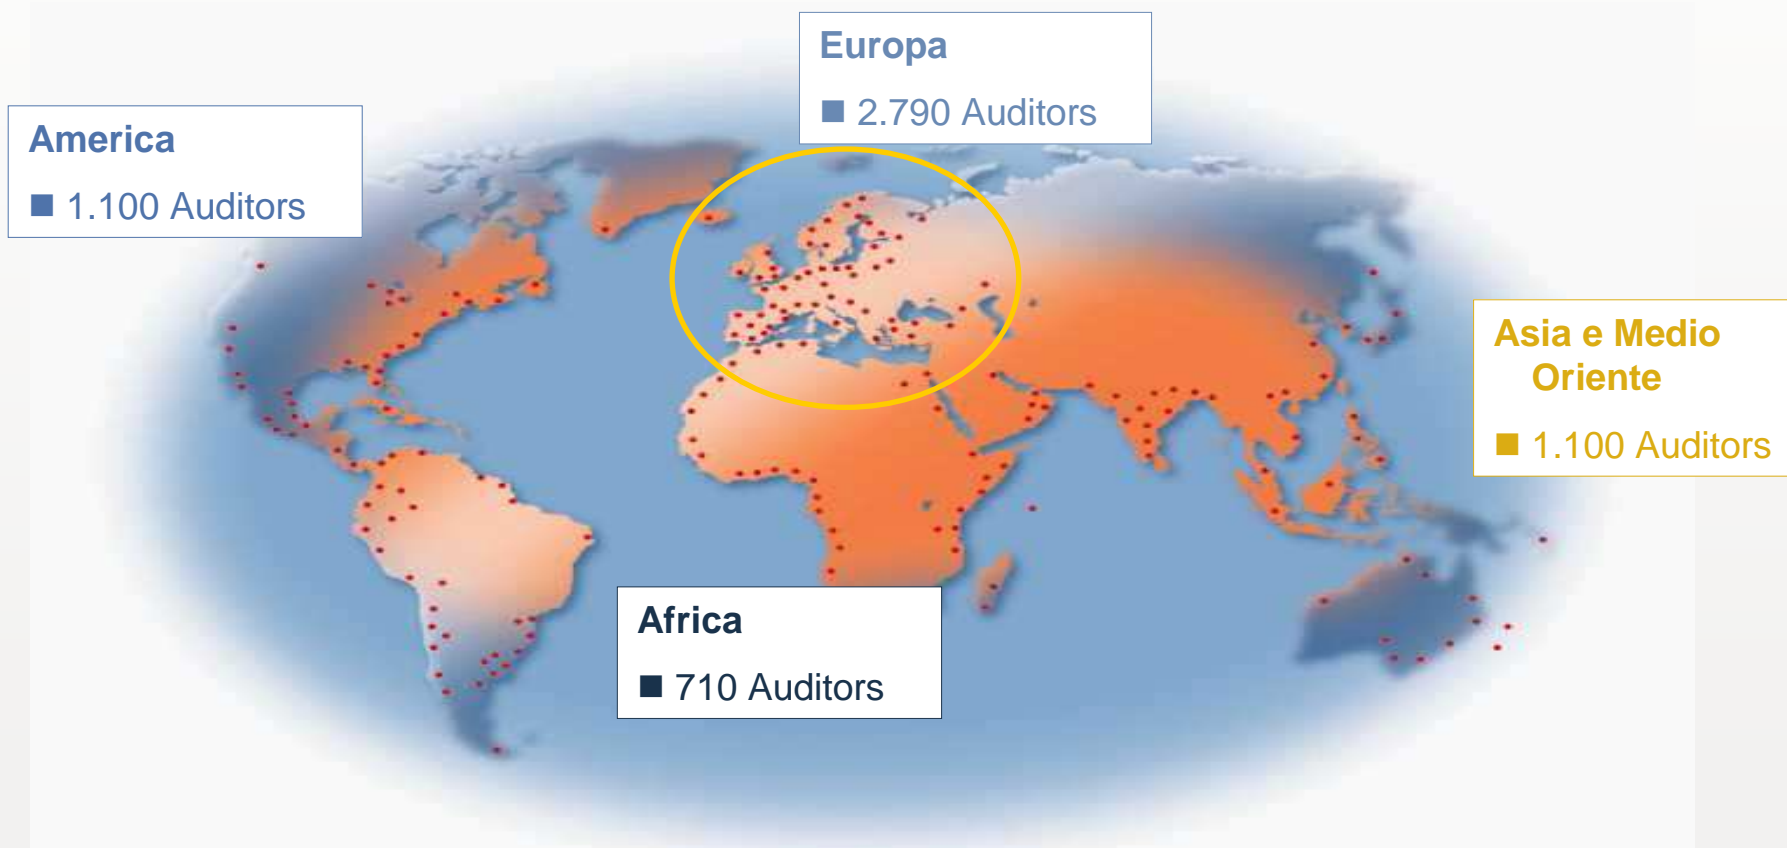 Europa
■ 2.790 Auditors
America
■ 1.100 Auditors
Asia e Medio
Oriente
■ 1.100 Auditors
Africa
■ 710 Auditors